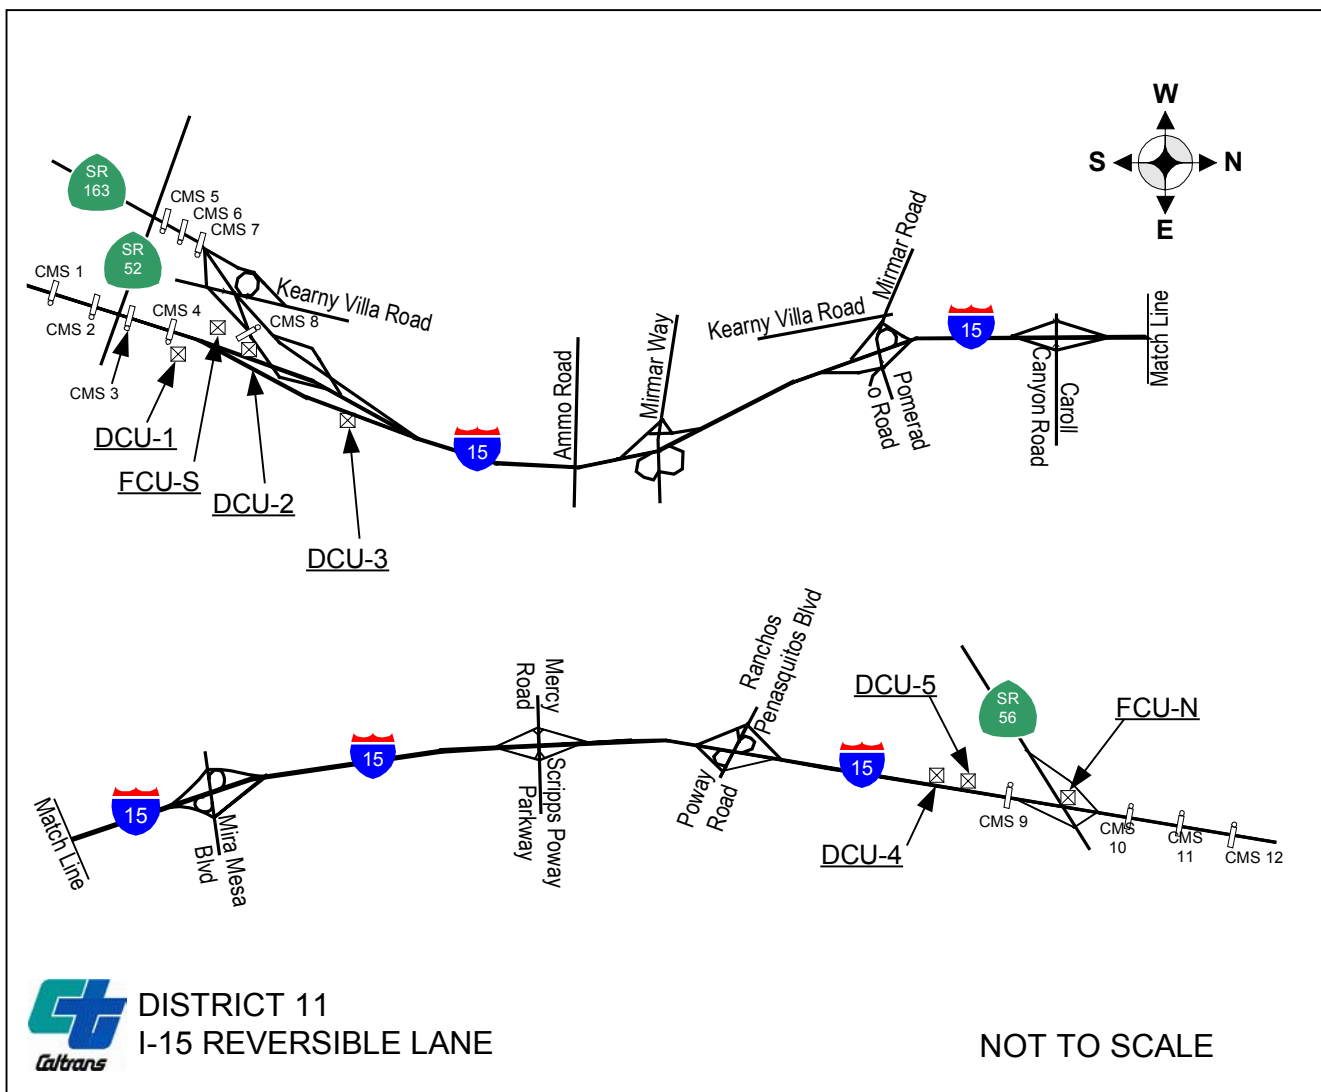 W
S N
E
SR
163
CMS 5
CMS 6
CMS 7
SR
52
CMS 1
CMS 2
CMS 3
CMS 4
CMS 8
Kearny Villa Road
DCU-1
FCU-S
DCU-2
DCU-3
15
Ammo Road
Mirmar Way
Kearny Villa Road
Mirmar Road
Pomerad
o Road
15
Caroll
Canyon Road
Match Line
Match Line
15
Mira Mesa
Blvd
15
Mercy
Road
Scripps Poway
Parkway
Ranchos
Penasquitos Blvd
Poway
Road
15
DCU-5
DCU-4
SR
56
FCU-N
CMS 9
CMS
10
CMS
11
CMS 12
Caltrans
DISTRICT 11
I-15 REVERSIBLE LANE
NOT TO SCALE